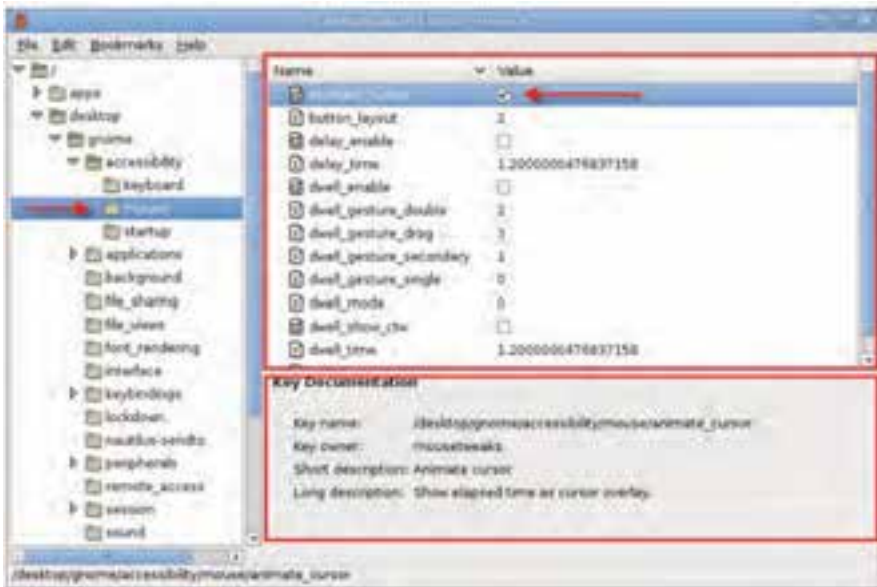 File Edit Bookmarks Help
/
apps
desktop
gnome
accessibility
keyboard
mouse
startup
applications
background
file_sharing
file_views
font_rendering
interface
keybindings
lockdown
nautilus-sendto
peripherals
remote_access
session
sound
Name Value
animate_cursor
button_layout
delay_enable
delay_time 1.2000000476837158
dwell_enable
dwell_gesture_double 2
dwell_gesture_drag 3
dwell_gesture_secondary 1
dwell_gesture_single 0
dwell_mode 0
dwell_show_ctw
dwell_time 1.2000000476837158
Key Documentation
Key name: /desktop/gnome/accessibility/mouse/animate_cursor
Key owner: mousetweaks
Short description: Animate cursor
Long description: Show elapsed time as cursor overlay.
/desktop/gnome/accessibility/mouse/animate_cursor